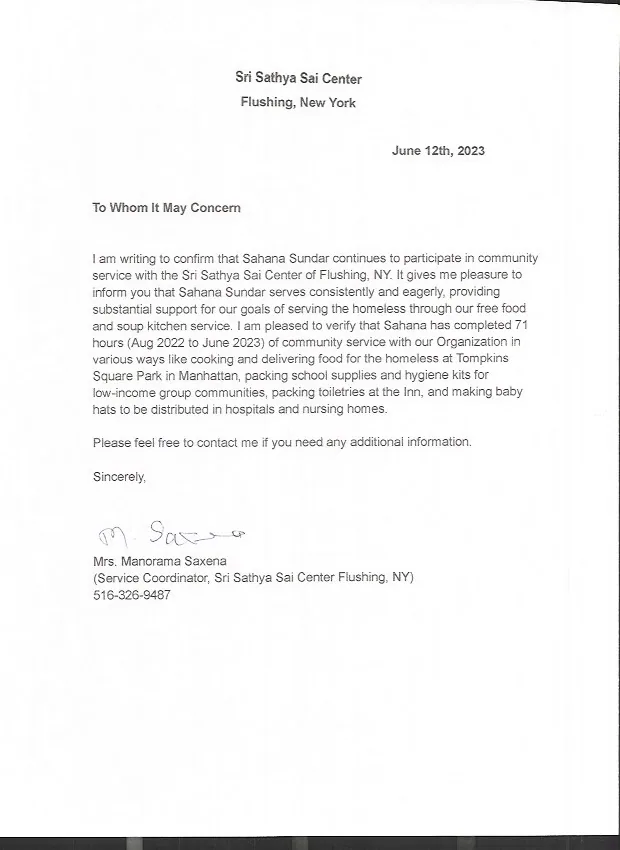 Sri Sathya Sai Center
Flushing, New York
June 12th, 2023
To Whom It May Concern
I am writing to confirm that Sahana Sundar continues to participate in community
service with the Sri Sathya Sai Center of Flushing, NY. It gives me pleasure to
inform you that Sahana Sundar serves consistently and eagerly, providing
substantial support for our goals of serving the homeless through our free food
and soup kitchen service. I am pleased to verify that Sahana has completed 71
hours (Aug 2022 to June 2023) of community service with our Organization in
various ways like cooking and delivering food for the homeless at Tompkins
Square Park in Manhattan, packing school supplies and hygiene kits for
low-income group communities, packing toiletries at the Inn, and making baby
hats to be distributed in hospitals and nursing homes.
Please feel free to contact me if you need any additional information.
Sincerely,
M. Saxena
Mrs. Manorama Saxena
(Service Coordinator, Sri Sathya Sai Center Flushing, NY)
516-326-9487